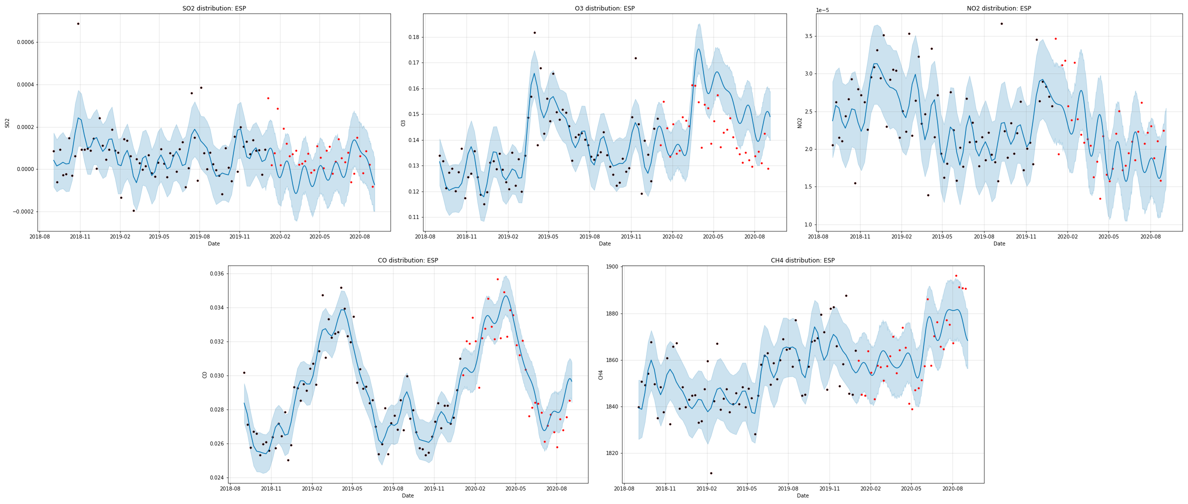 SO2 distribution: ESP
SO2
0.0006
0.0004
0.0002
0.0000
−0.0002
2018-08 2018-11 2019-02 2019-05 2019-08 2019-11 2020-02 2020-05 2020-08
Date
O3 distribution: ESP
O3
0.18
0.17
0.16
0.15
0.14
0.13
0.12
0.11
2018-08 2018-11 2019-02 2019-05 2019-08 2019-11 2020-02 2020-05 2020-08
Date
NO2 distribution: ESP
1e−5
NO2
3.5
3.0
2.5
2.0
1.5
1.0
2018-08 2018-11 2019-02 2019-05 2019-08 2019-11 2020-02 2020-05 2020-08
Date
CO distribution: ESP
CO
0.036
0.034
0.032
0.030
0.028
0.026
0.024
2018-08 2018-11 2019-02 2019-05 2019-08 2019-11 2020-02 2020-05 2020-08
Date
CH4 distribution: ESP
CH4
1900
1880
1860
1840
1820
2018-08 2018-11 2019-02 2019-05 2019-08 2019-11 2020-02 2020-05 2020-08
Date